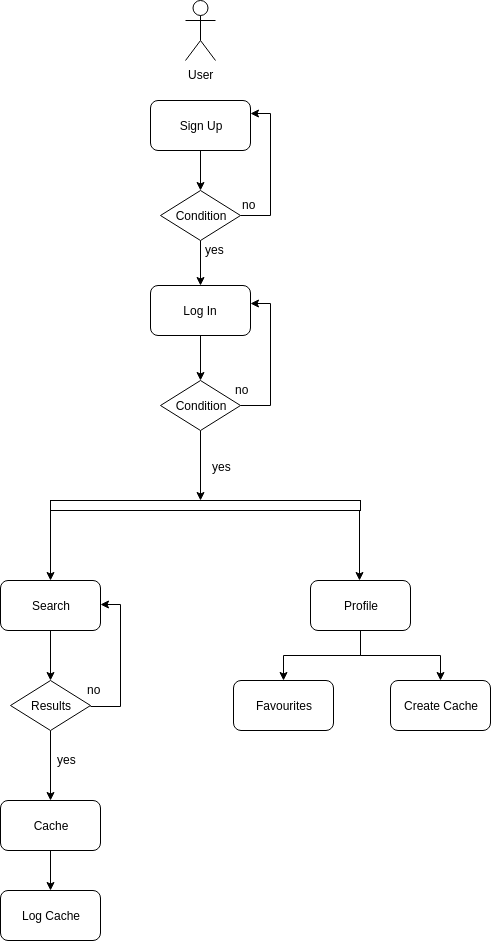 User
Sign Up
Condition
no
yes
Log In
Condition
no
yes
Search
Profile
Results
no
Favourites
Create Cache
yes
Cache
Log Cache